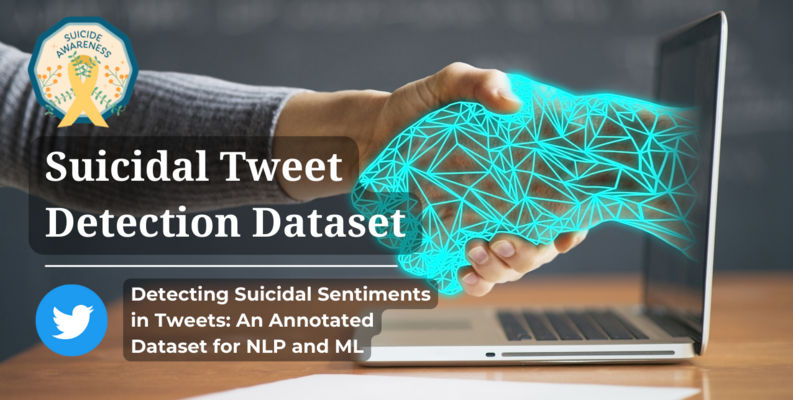 SUICIDE
AWARENESS
Suicidal Tweet
Detection Dataset
Detecting Suicidal Sentiments
in Tweets: An Annotated
Dataset for NLP and ML